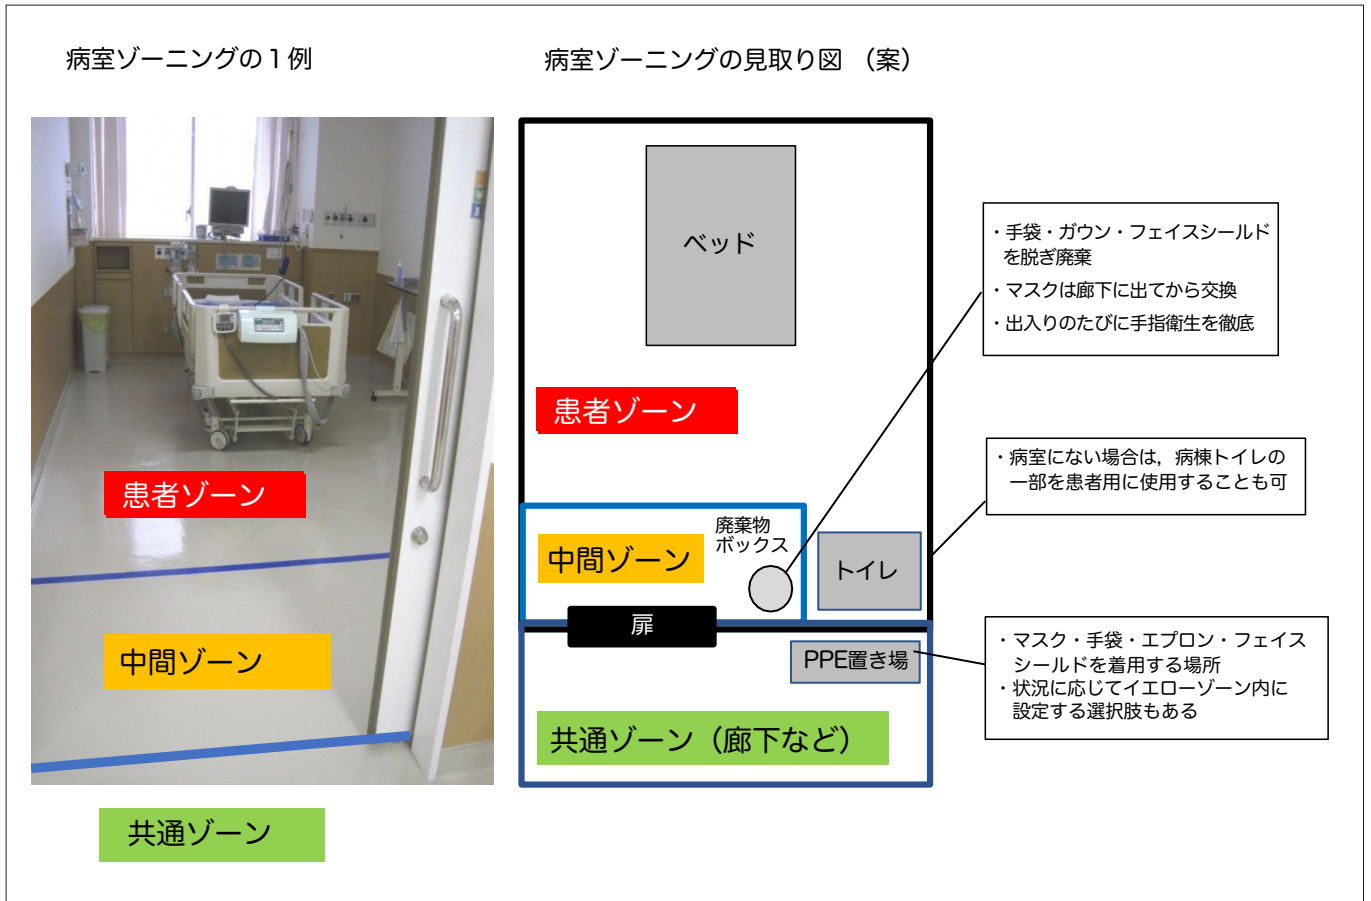 病室ゾーニングの１例
病室ゾーニングの見取り図 （案）
患者ゾーン
中間ゾーン
共通ゾーン
ベッド
患者ゾーン
中間ゾーン
廃棄物
ボックス
トイレ
扉
PPE置き場
共通ゾーン（廊下など）
・手袋・ガウン・フェイスシールド
を脱ぎ廃棄
・マスクは廊下に出てから交換
・出入りのたびに手指衛生を徹底
・病室にない場合は，病棟トイレの
一部を患者用に使用することも可
・マスク・手袋・エプロン・フェイス
シールドを着用する場所
・状況に応じてイエローゾーン内に
設定する選択肢もある